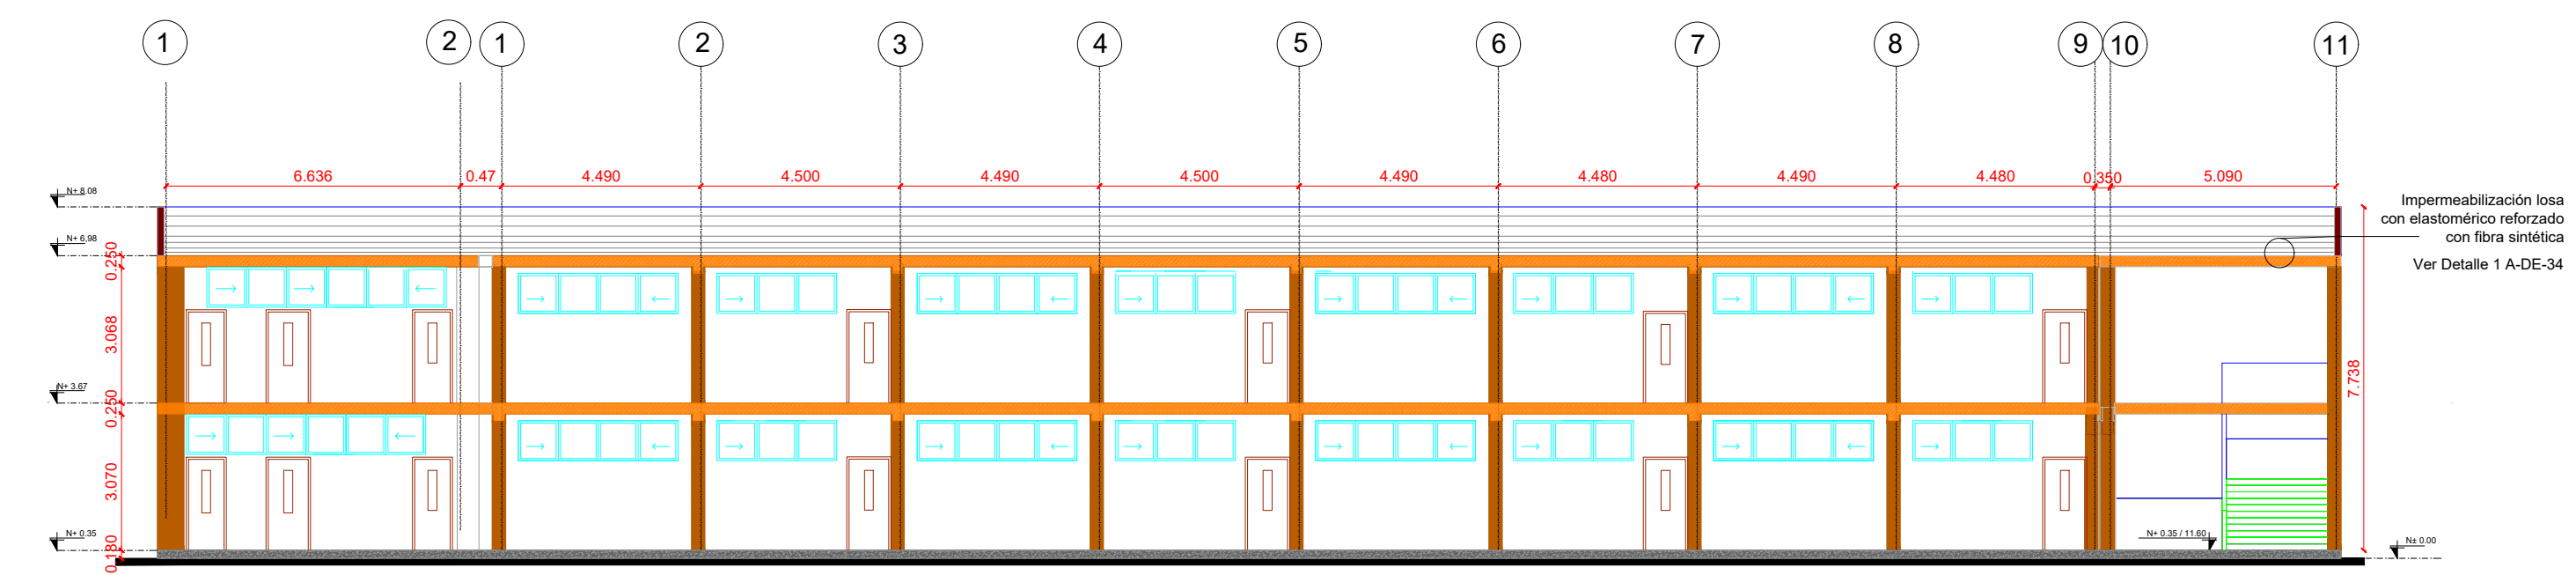 1 2 1 2 3 4 5 6 7 8 9 10 11
6.636 0.47 4.490 4.500 4.490 4.500 4.490 4.480 4.490 4.480 0.350 5.090
N+ 8.08
Impermeabilización losa
con elastomérico reforzado
con fibra sintética
Ver Detalle 1 A-DE-34
N+ 6,98
0.250
3.068
N+ 3.67
0.250
3.070
N+ 0.35
0.180
7.738
N+ 0.35 / 11.60
N± 0.00